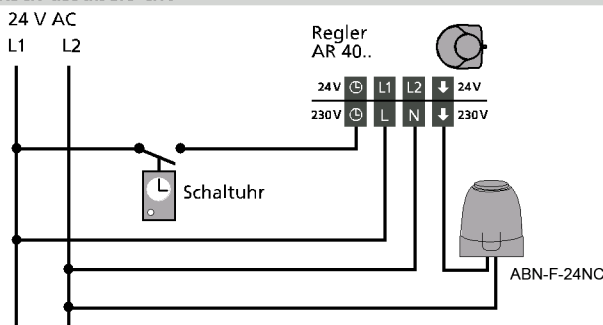 24 V AC
L1 L2
Regler
AR 40..
24V L1 L2 24V
230V L N 230V
Schaltuhr
ABN-F-24NC